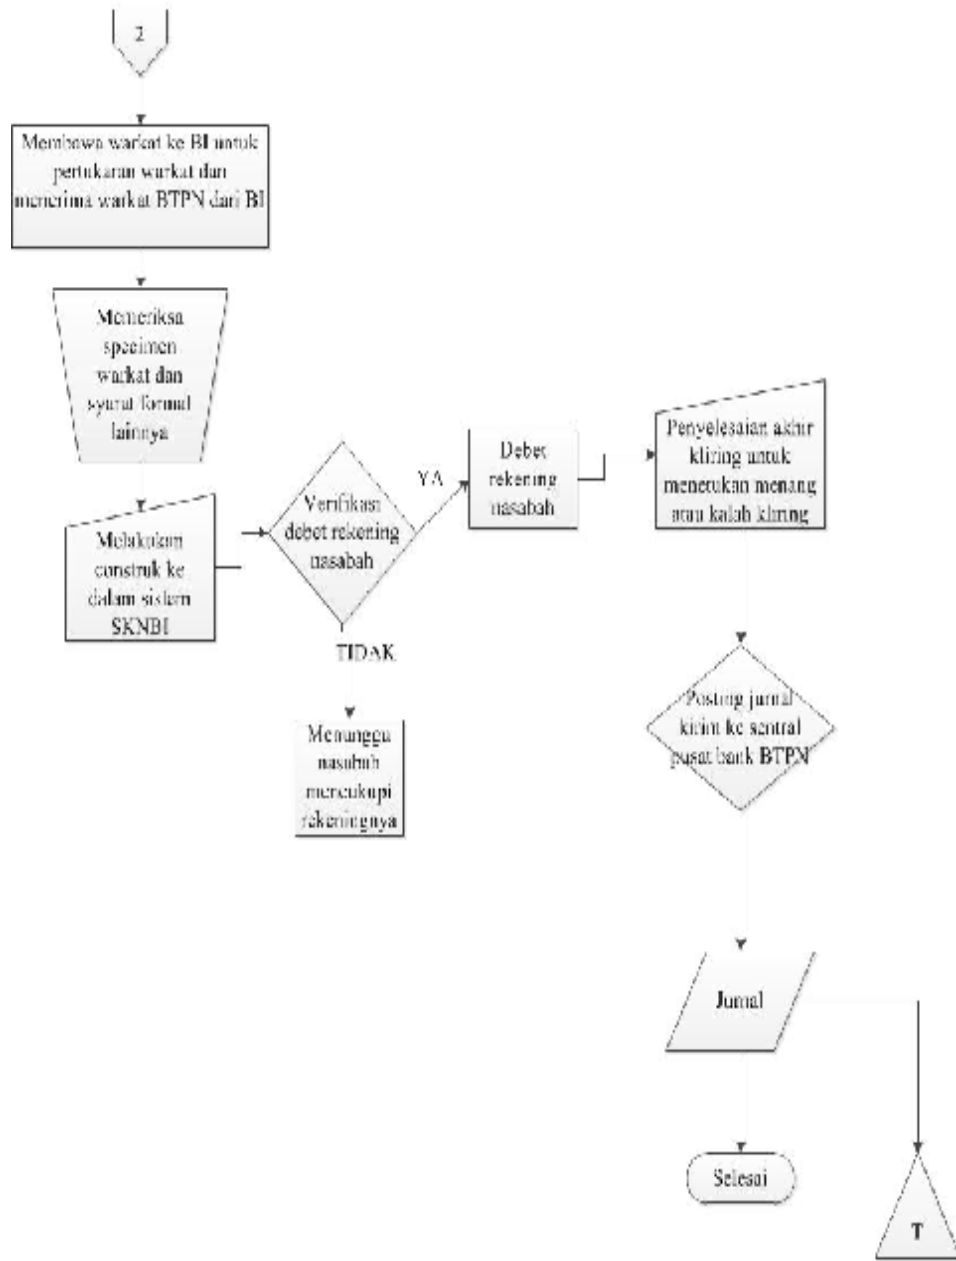 2
Membawa warkat ke BI untuk
pertukaran warkat dan
menerima warkat BTPN dari BI
Memeriksa
specimen
warkat dan
syarat formal
lainnya
Melakukan
construk ke
dalam sistem
SKNBI
Verifikasi
debet rekening
nasabah
YA
TIDAK
Menunggu
nasabah
mencukupi
rekeningnya
Debet
rekening
nasabah
Penyelesaian akhir
kliring untuk
menetukan menang
atau kalah kliring
Posting jurnal
kirim ke sentral
pusat bank BTPN
Jurnal
Selesai
T